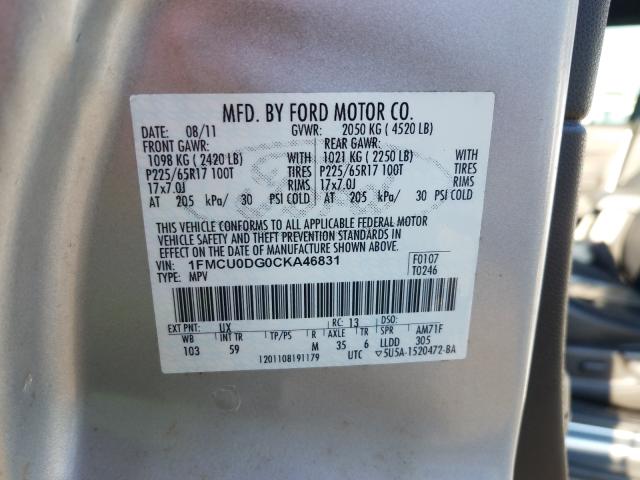 MFD. BY FORD MOTOR CO.
DATE: 08/11 GVWR: 2050 KG ( 4520 LB)
FRONT GAWR: REAR GAWR:
1098 KG ( 2420 LB) WITH 1021 KG ( 2250 LB) WITH
P225/65R17 100T TIRES P225/65R17 100T TIRES
17x7.0J RIMS 17x7.0J RIMS
AT 205 kPa/ 30 PSI COLD AT 205 kPa/ 30 PSI COLD
THIS VEHICLE CONFORMS TO ALL APPLICABLE FEDERAL MOTOR
VEHICLE SAFETY AND THEFT PREVENTION STANDARDS IN
EFFECT ON THE DATE OF MANUFACTURE SHOWN ABOVE.
VIN: 1FMCU0DG0CKA46831 F0107
TYPE: MPV T0246
EXT PNT: UX RC: 13 DSO:
WB INT TR TP/PS R AXLE TR SPR AM71F
103 59 M 35 6 LLDD 305
1201108191179 UTC ▽5U5A-1520472-BA